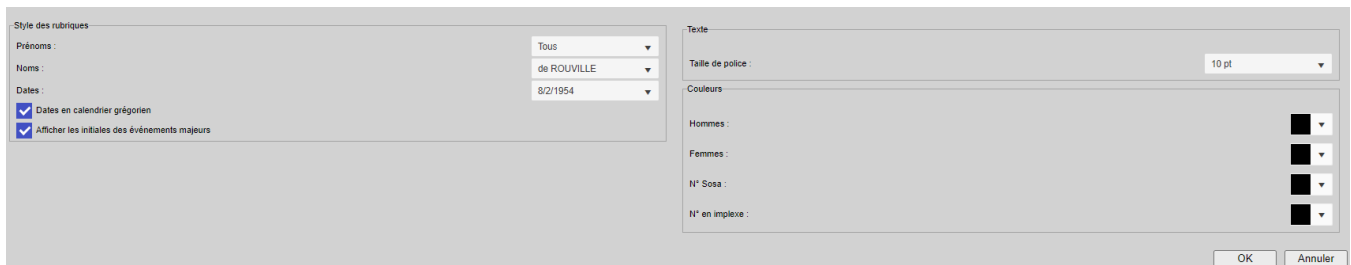 Style des rubriques
Prénoms : Tous
Noms : de ROUVILLE
Dates : 8/2/1954
Dates en calendrier grégorien
Afficher les initiales des événements majeurs
Texte
Taille de police : 10 pt
Couleurs
Hommes :
Femmes :
N° Sosa :
N° en implexe :
OK Annuler